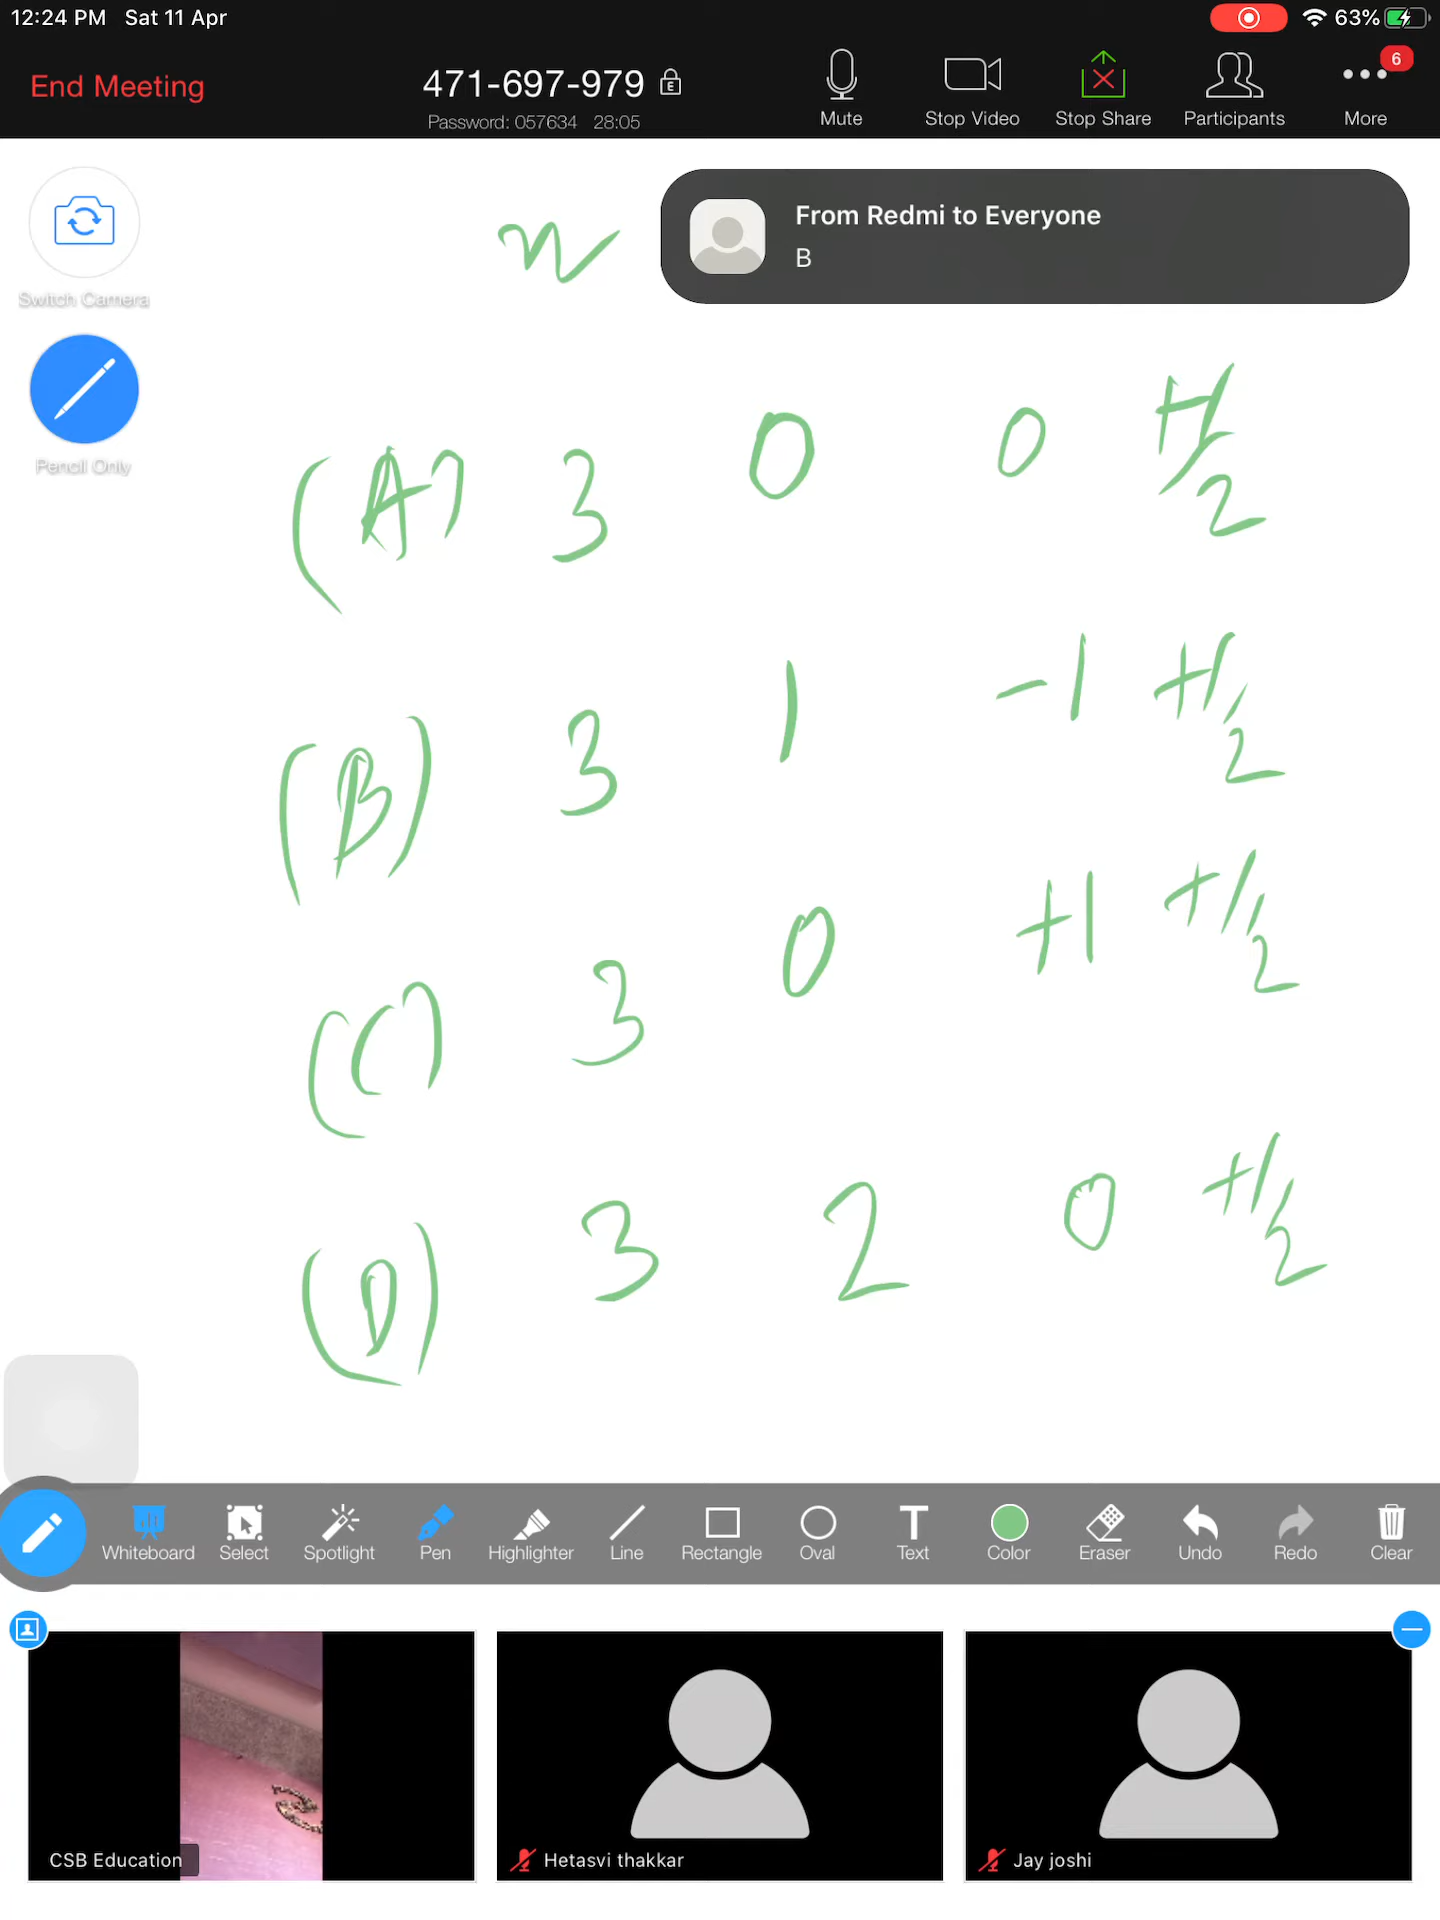 12:24 PM Sat 11 Apr 63%
End Meeting
471-697-979
Password: 057634 28:05
Mute
Stop Video
Stop Share
Participants
6
More
Switch Camera
Pencil Only
From Redmi to Everyone
B
n
(A) 3 0 0 +1/2
(B) 3 1 -1 +1/2
(C) 3 0 +1 +1/2
(D) 3 2 0 +1/2
Whiteboard Select Spotlight Pen Highlighter Line Rectangle Oval Text Color Eraser Undo Redo Clear
CSB Education
Hetasvi thakkar
Jay joshi